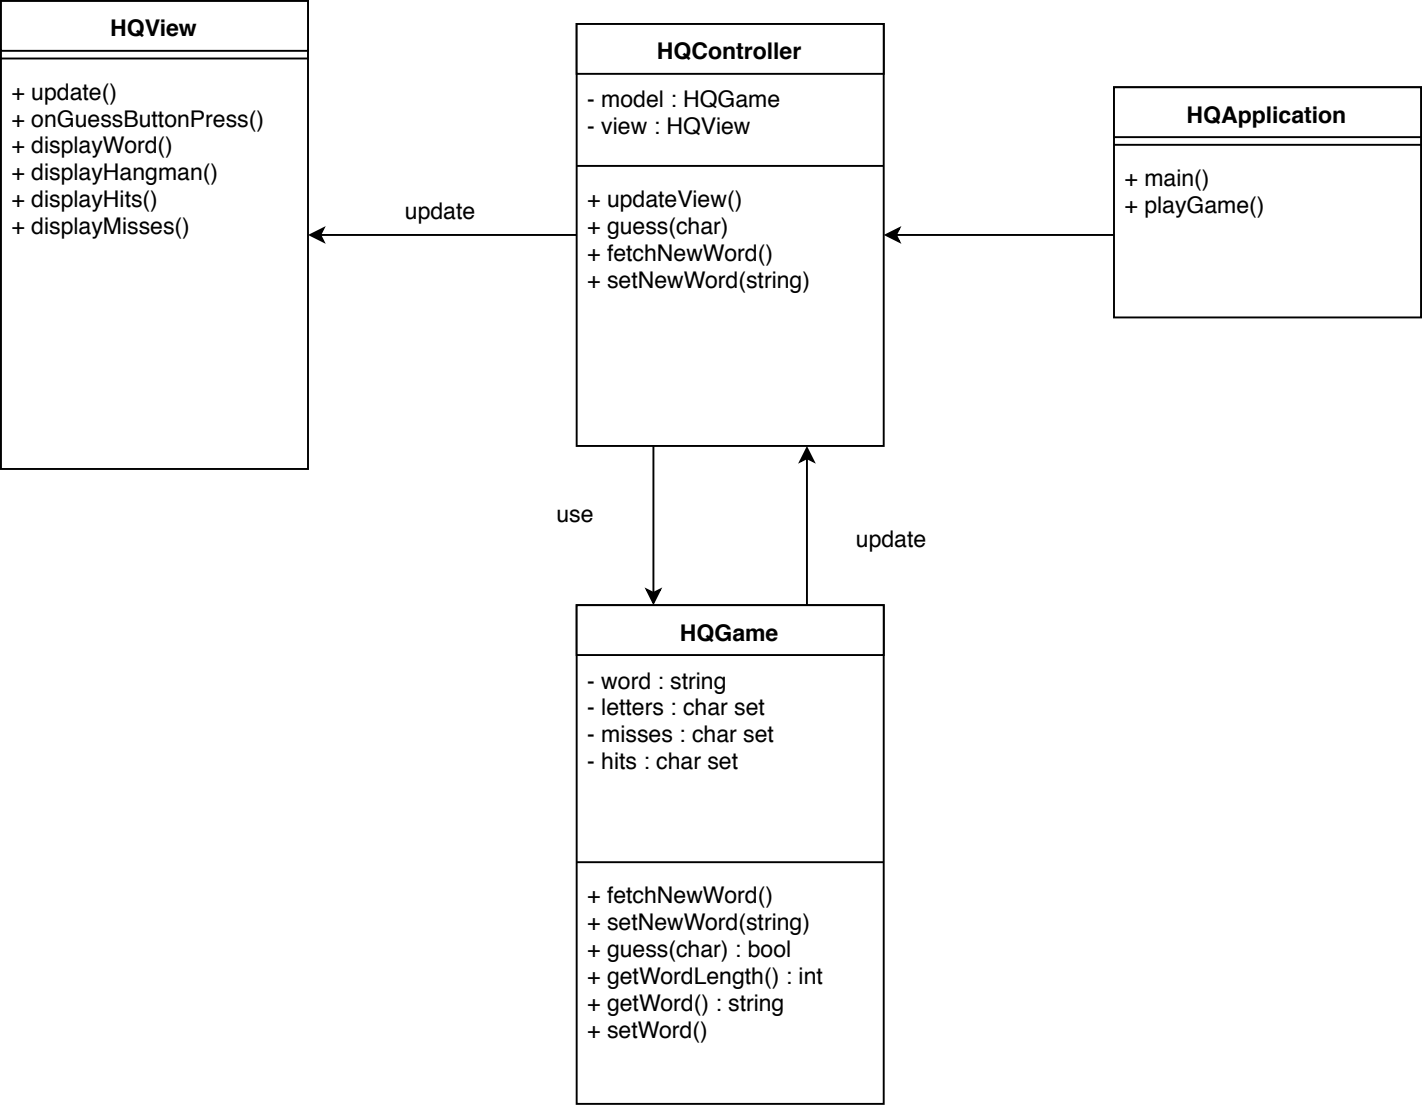 HQView
+ update()
+ onGuessButtonPress()
+ displayWord()
+ displayHangman()
+ displayHits()
+ displayMisses()
update
HQController
- model : HQGame
- view : HQView
+ updateView()
+ guess(char)
+ fetchNewWord()
+ setNewWord(string)
HQApplication
+ main()
+ playGame()
use
update
HQGame
- word : string
- letters : char set
- misses : char set
- hits : char set
+ fetchNewWord()
+ setNewWord(string)
+ guess(char) : bool
+ getWordLength() : int
+ getWord() : string
+ setWord()